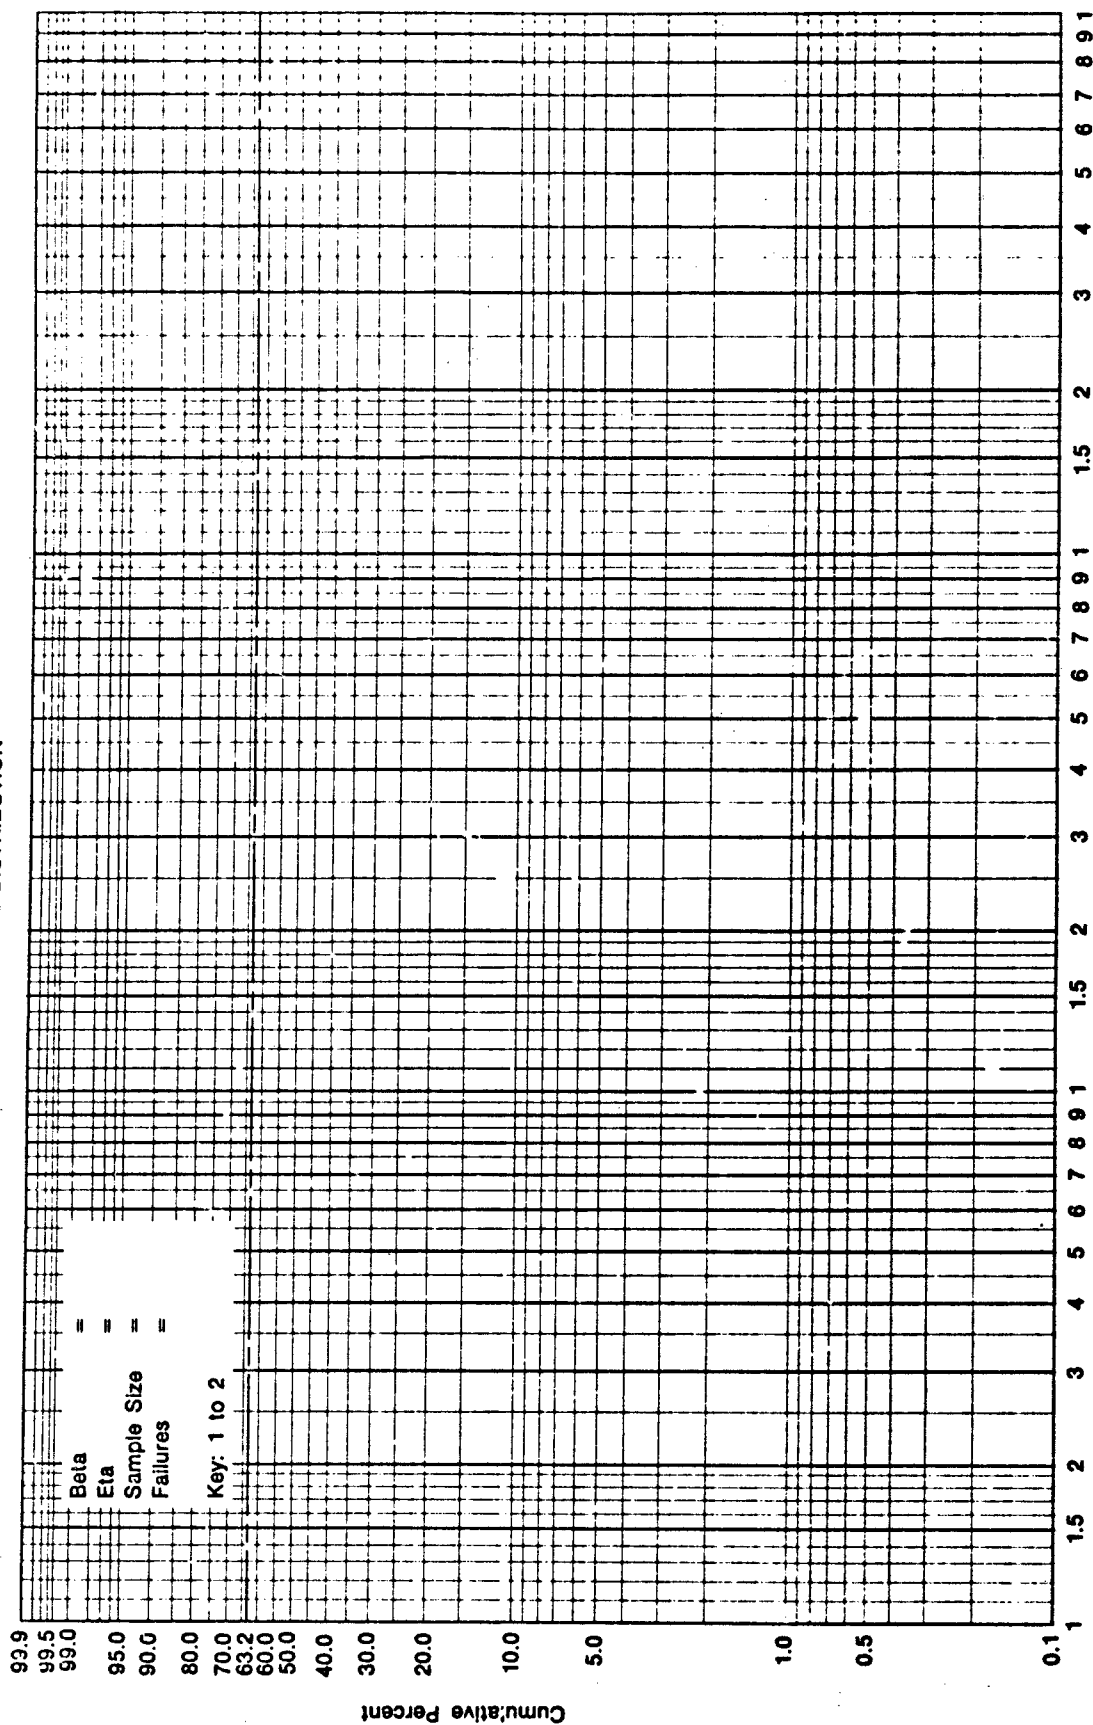 DISTRIBUTION
Beta =
Eta =
Sample Size =
Failures =
Key: 1 to 2
Cumulative Percent
99.9
99.5
99.0
95.0
90.0
80.0
70.0
63.2
60.0
50.0
40.0
30.0
20.0
10.0
5.0
1.0
0.5
0.1
1 1.5 2 3 4 5 6 7 8 9 1 1.5 2 3 4 5 6 7 8 9 1 1.5 2 3 4 5 6 7 8 9 1